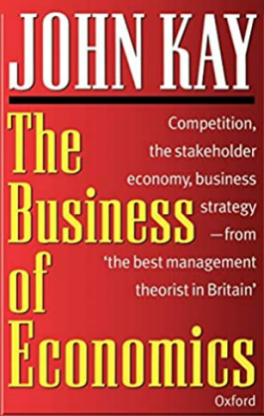 JOHN KAY
The
Business
of
Economics
Competition,
the stakeholder
economy, business
strategy
—from
‘the best management
theorist in Britain’
Oxford